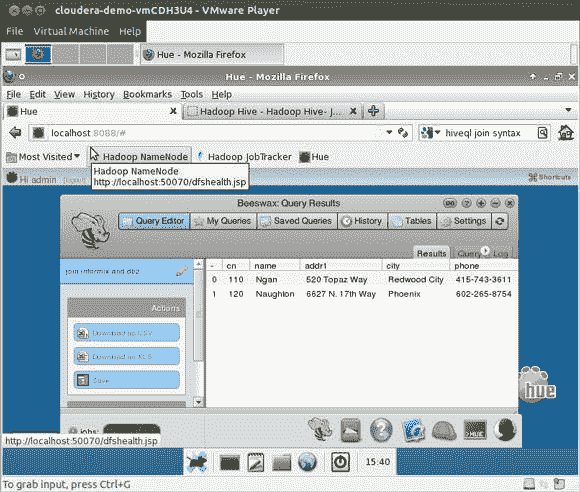 cloudera-demo-vmCDH3U4 - VMware Player
File Virtual Machine Help
Hue - Mozilla Firefox
Hue - Mozilla Firefox
File Edit View History Bookmarks Tools Help
Hue Hadoop Hive - Hadoop Hive- J...
localhost:8088/# hiveql join syntax
Most Visited Hadoop NameNode Hadoop JobTracker Hue
Hadoop NameNode
http://localhost:50070/dfshealth.jsp
Hi admin Shortcuts
Beeswax: Query Results
Query Editor My Queries Saved Queries History Tables Settings
Results Query Log
join informix and db2
- cn name addr1 city phone
0 110 Ngan 520 Topaz Way Redwood City 415-743-3611
1 120 Naughton 6627 N. 17th Way Phoenix 602-265-8754
Actions
Download as CSV
Download as XLS
Save
hue
jobs:
http://localhost:50070/dfshealth.jsp
15:40
To grab input, press Ctrl+G